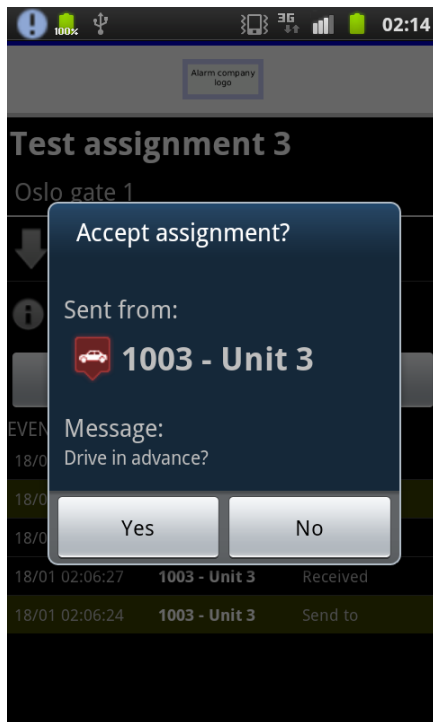 100%
3G
02:14
Alarm company
logo
Test assignment 3
Oslo gate 1
Accept assignment?
Sent from:
1003 - Unit 3
Message:
EVEN
Drive in advance?
18/0
18/0
Yes
No
18/0
18/01 02:06:27 1003 - Unit 3 Received
18/01 02:06:24 1003 - Unit 3 Send to